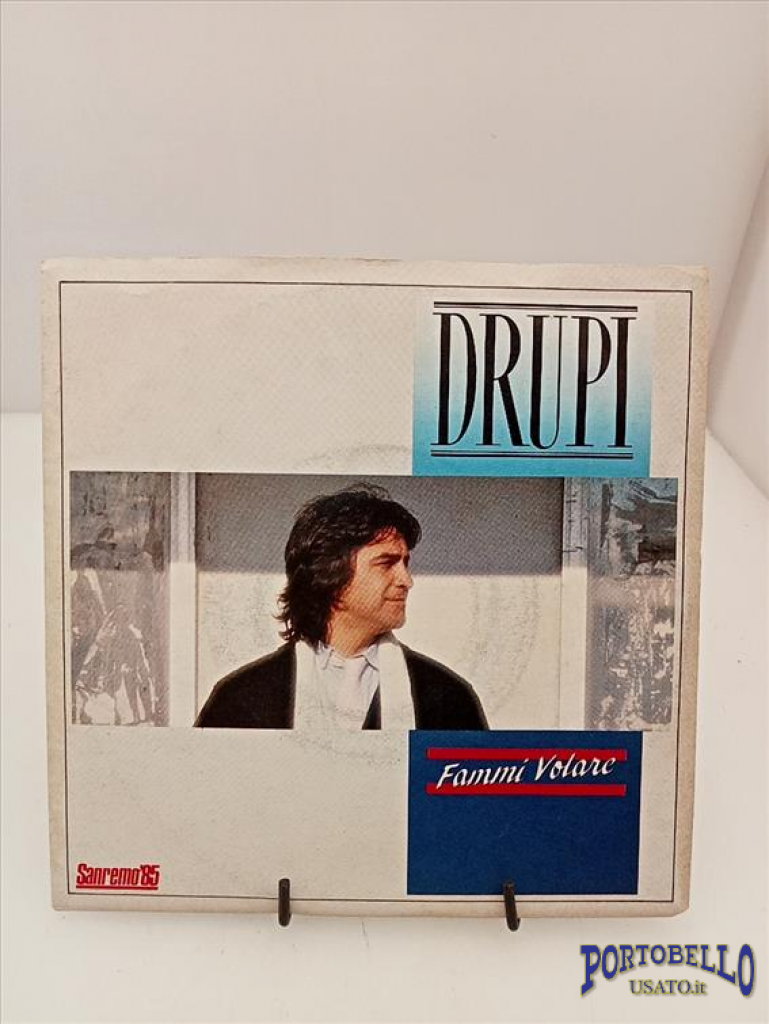 DRUPI
Fammi Volare
Sanremo'85
PORTOBELLO
USATO.it